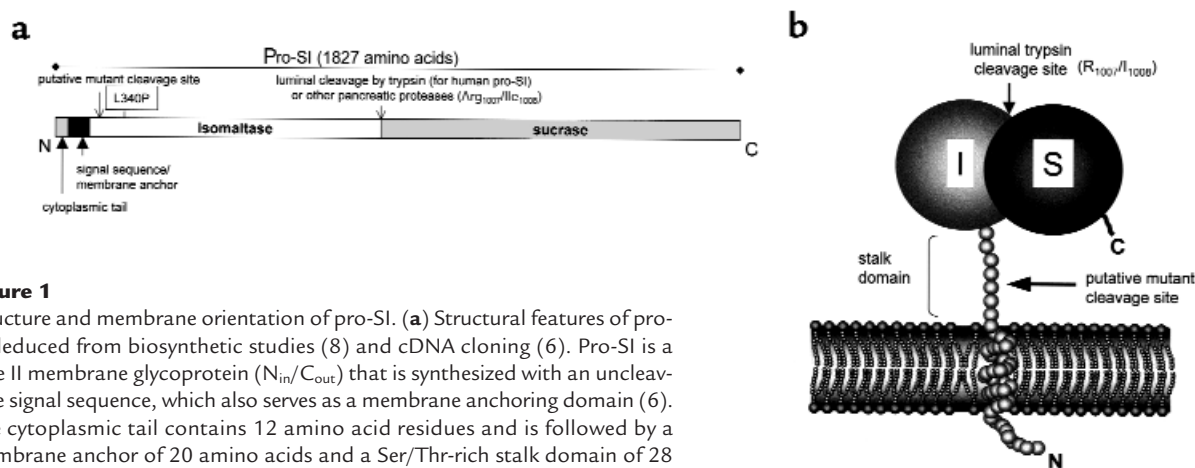 a
Pro-SI (1827 amino acids)
putative mutant cleavage site
L340P
luminal cleavage by trypsin (for human pro-SI)
or other pancreatic proteases (Arg1007/Ile1008)
isomaltase
sucrase
N
C
signal sequence/
membrane anchor
cytoplasmic tail
b
luminal trypsin
cleavage site (R1007/I1008)
I
S
C
stalk
domain
putative mutant
cleavage site
N
ure 1
ucture and membrane orientation of pro-SI. (a) Structural features of pro-
deduced from biosynthetic studies (8) and cDNA cloning (6). Pro-SI is a
e II membrane glycoprotein (Nin/Cout) that is synthesized with an uncleav-
e signal sequence, which also serves as a membrane anchoring domain (6).
e cytoplasmic tail contains 12 amino acid residues and is followed by a
mbrane anchor of 20 amino acids and a Ser/Thr-rich stalk domain of 28